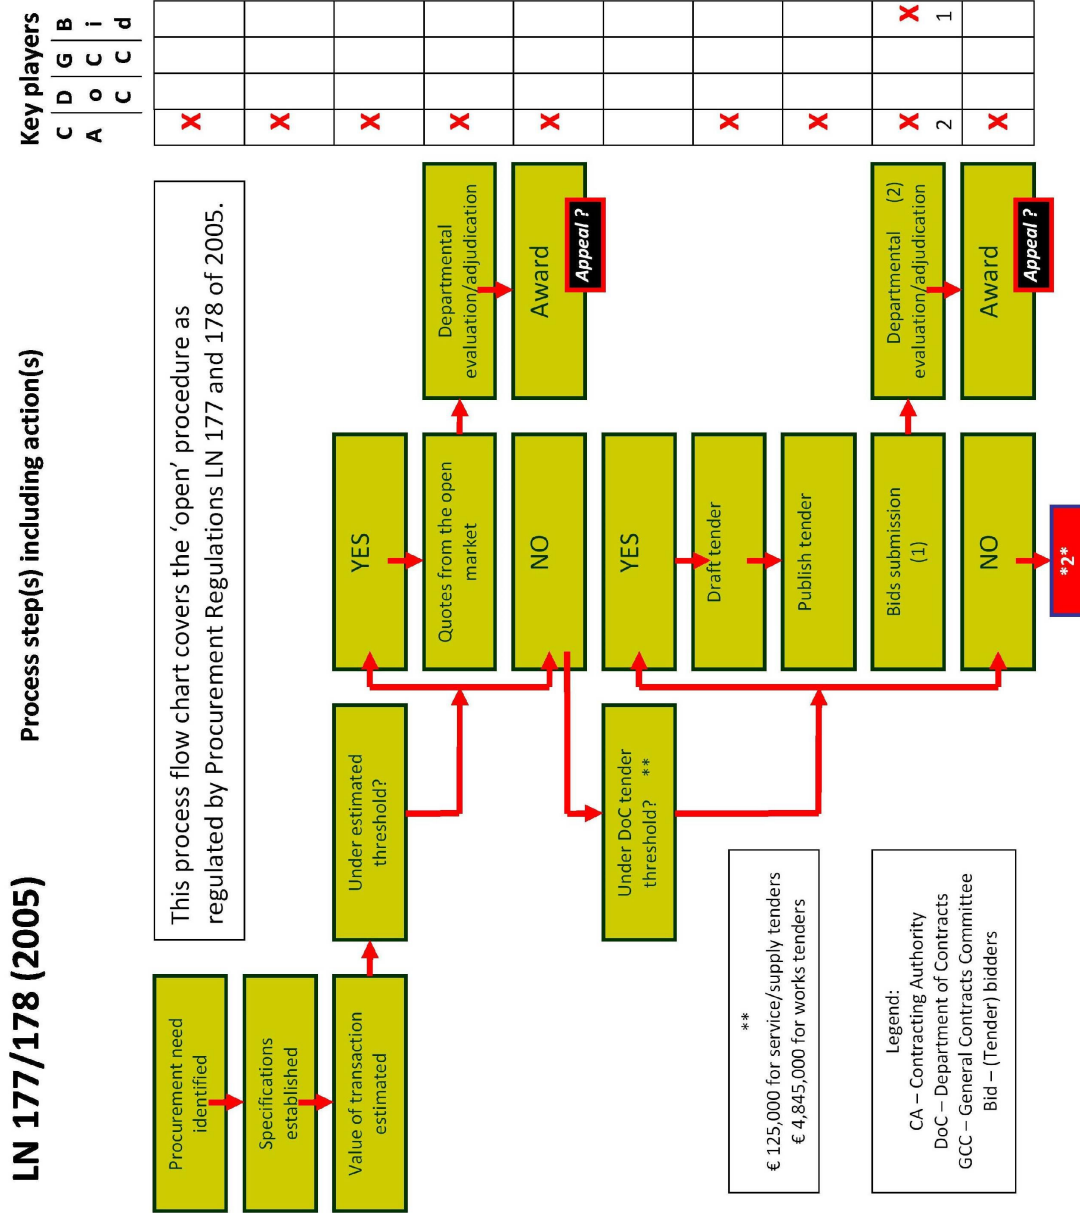 LN 177/178 (2005)
Process step(s) including action(s)
Key players
C D G B
A o C i
C C d
This process flow chart covers the ‘open’ procedure as
regulated by Procurement Regulations LN 177 and 178 of 2005.
Procurement need
identified
X
Specifications
established
X
Value of transaction
estimated
Under estimated
threshold?
YES
X
Quotes from the open
market
Departmental
evaluation/adjudication
X
NO
Award
Appeal ?
X
Under DoC tender
threshold? **
YES
Draft tender
X
**
€ 125,000 for service/supply tenders
€ 4,845,000 for works tenders
Publish tender
X
Bids submission
(1)
Departmental (2)
evaluation/adjudication
X X
2 1
Legend:
CA – Contracting Authority
DoC – Department of Contracts
GCC – General Contracts Committee
Bid – (Tender) bidders
NO
Award
Appeal ?
X
*2*